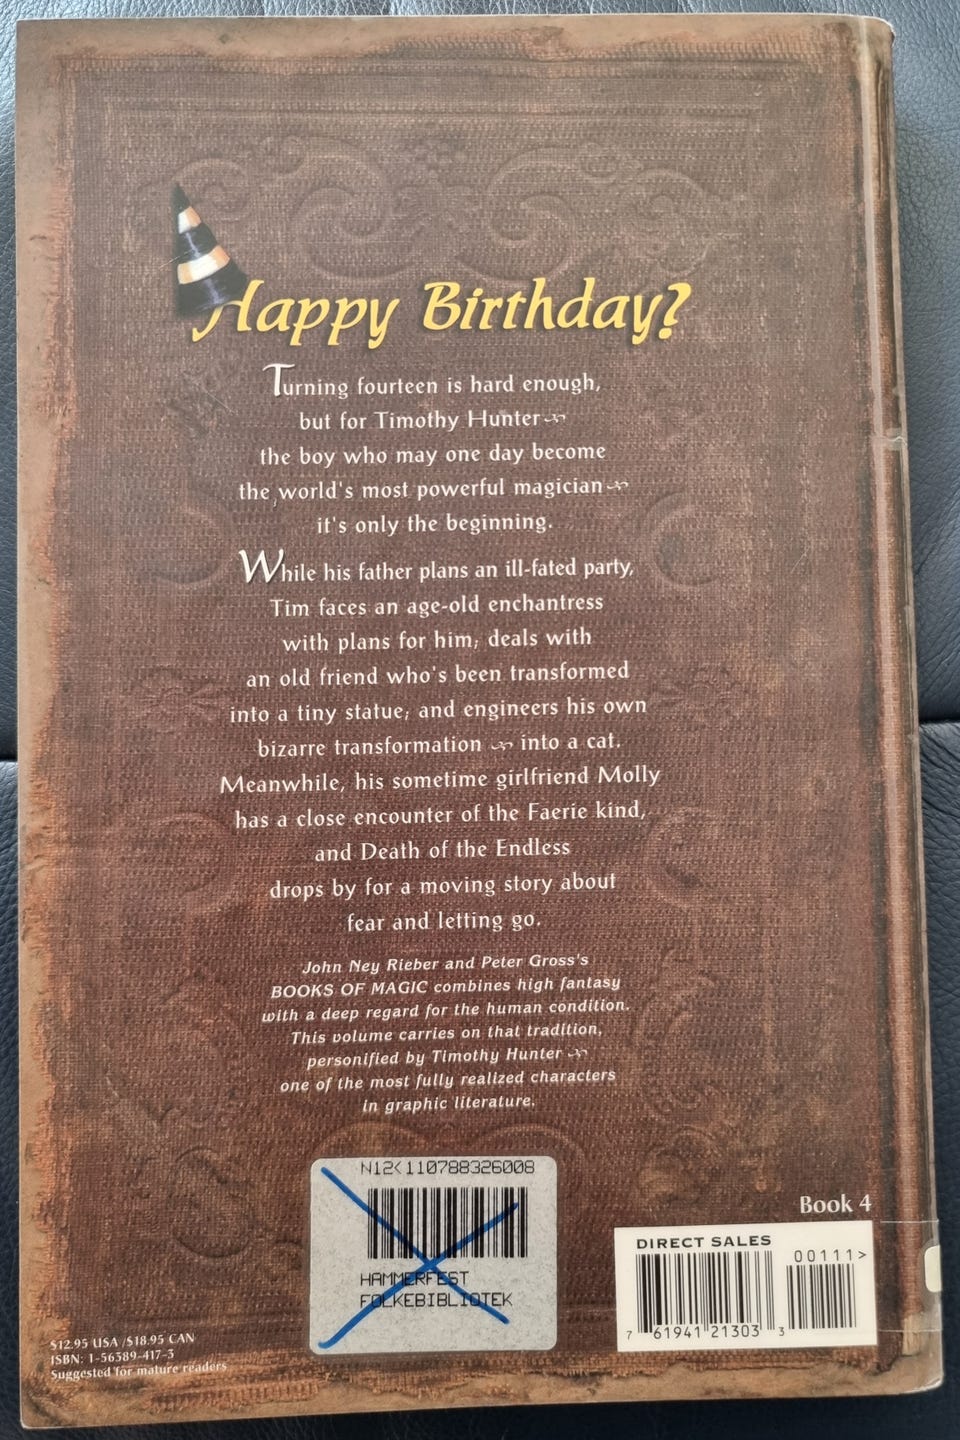 Happy Birthday?
Turning fourteen is hard enough,
but for Timothy Hunter~
the boy who may one day become
the world's most powerful magician~
it's only the beginning.
While his father plans an ill-fated party,
Tim faces an age-old enchantress
with plans for him; deals with
an old friend who's been transformed
into a tiny statue; and engineers his own
bizarre transformation ~ into a cat.
Meanwhile, his sometime girlfriend Molly
has a close encounter of the Faerie kind,
and Death of the Endless
drops by for a moving story about
fear and letting go.
John Ney Rieber and Peter Gross's
BOOKS OF MAGIC combines high fantasy
with a deep regard for the human condition.
This volume carries on that tradition,
personified by Timothy Hunter ~
one of the most fully realized characters
in graphic literature.
N12<110788326008
HAMMERFEST
FOLKEBIBLIOTEK
Book 4
DIRECT SALES
00111>
7 61941 21303 3
$12.95 USA /$18.95 CAN
ISBN: 1-56389-417-3
Suggested for mature readers